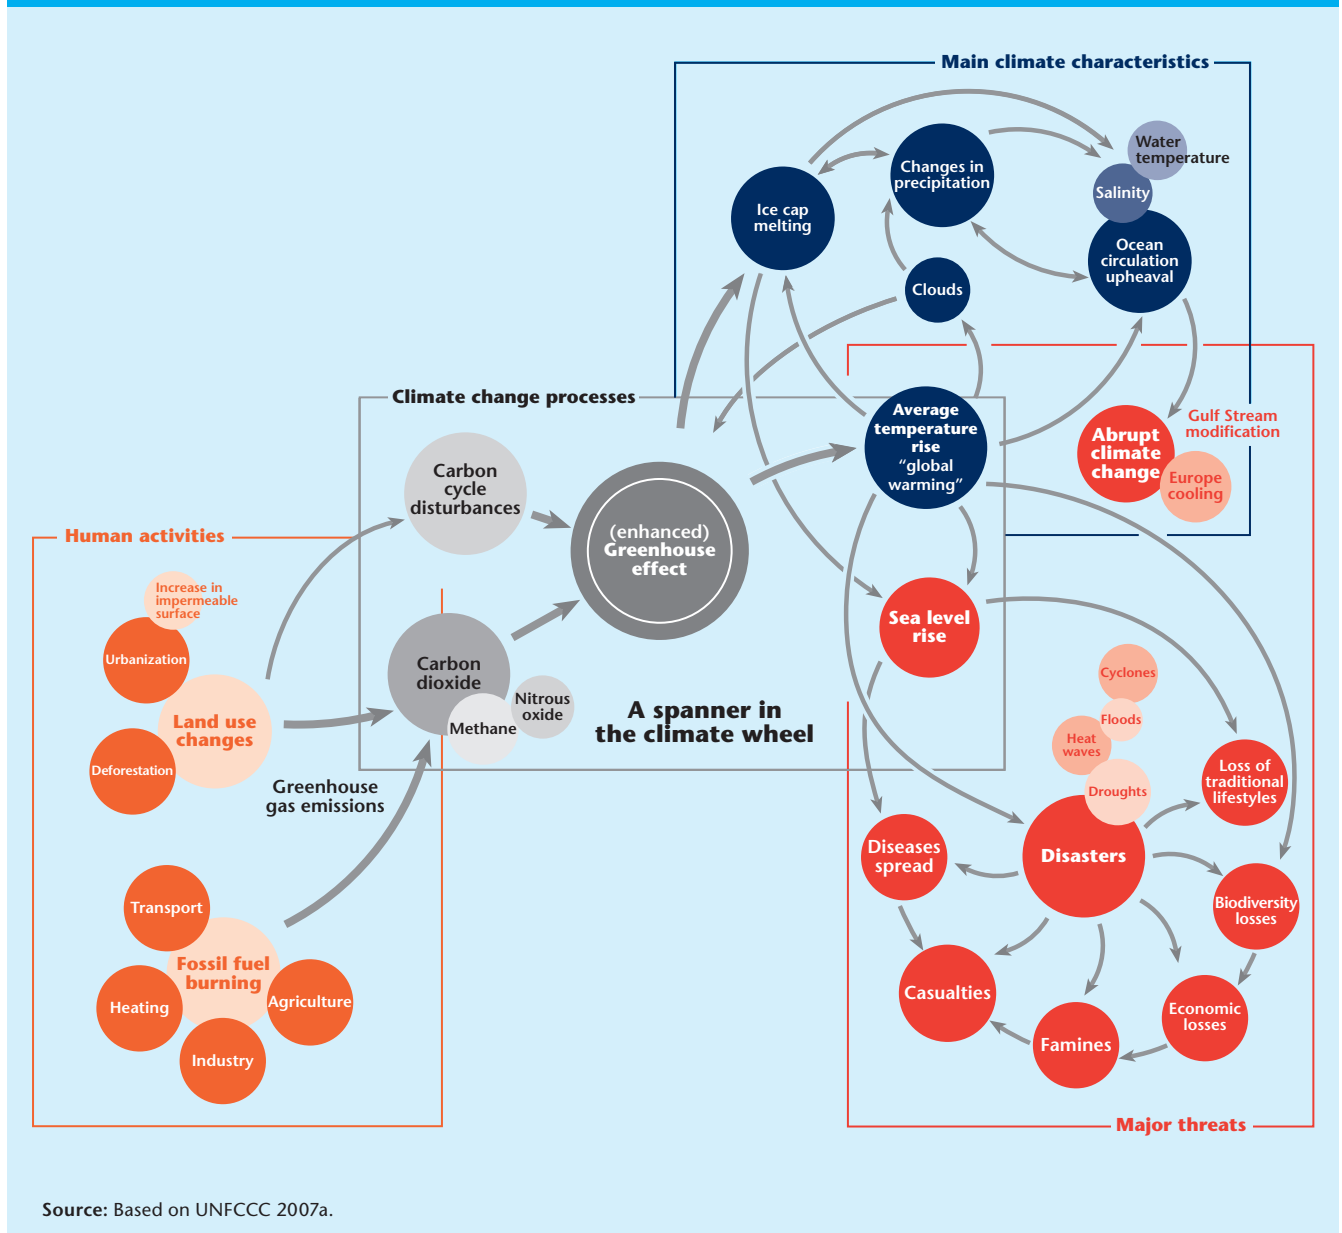 Main climate characteristics
Water
temperature
Changes in
precipitation
Salinity
Ice cap
melting
Ocean
circulation
upheaval
Clouds
Climate change processes
Average
temperature
rise
“global
warming”
Gulf Stream
modification
Abrupt
climate
change
Europe
cooling
Carbon
cycle
disturbances
(enhanced)
Greenhouse
effect
Human activities
Increase in
impermeable
surface
Urbanization
Land use
changes
Deforestation
Carbon
dioxide
Methane
Nitrous
oxide
A spanner in
the climate wheel
Greenhouse
gas emissions
Sea level
rise
Cyclones
Floods
Heat
waves
Droughts
Loss of
traditional
lifestyles
Diseases
spread
Disasters
Biodiversity
losses
Transport
Fossil fuel
burning
Heating
Agriculture
Industry
Casualties
Famines
Economic
losses
Major threats
Source: Based on UNFCCC 2007a.